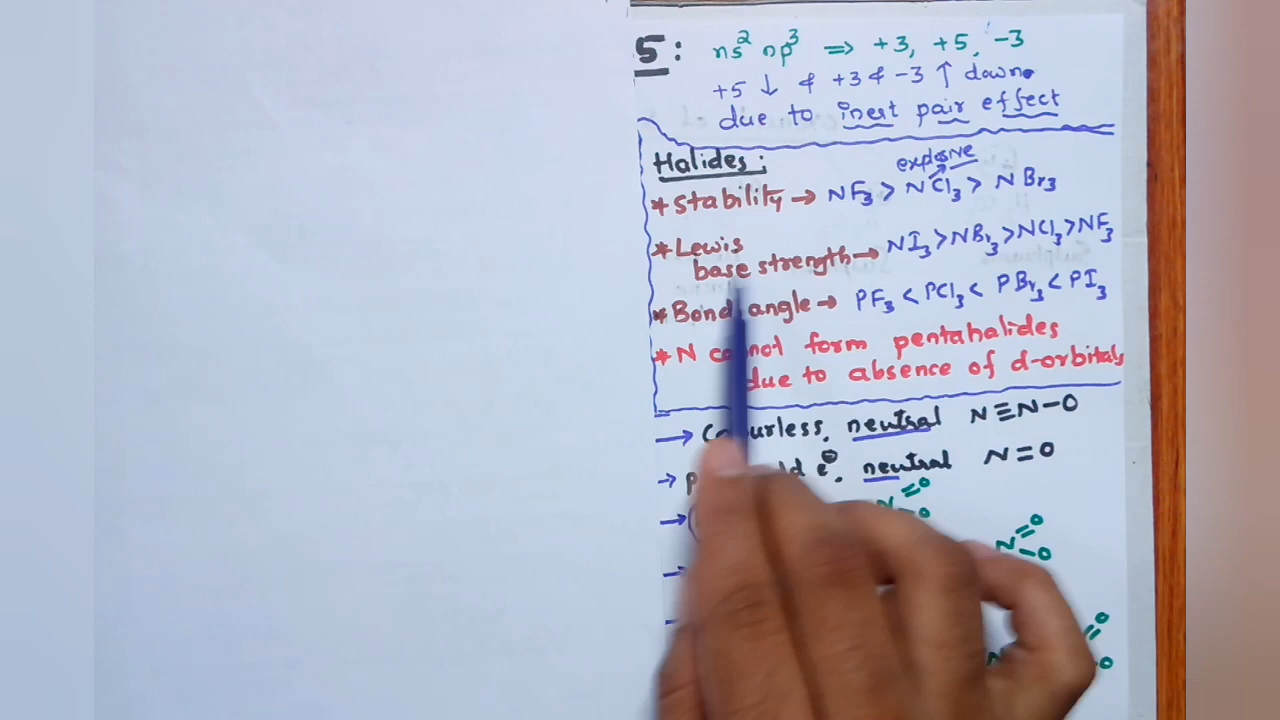 5: ns² np³ ⇒ +3, +5, -3
+5 ↓ & +3 & -3 ↑ down
due to inert pair effect
Halides:
explosive
*Stability → NF₃ > NCl₃ > NBr₃
*Lewis
base strength → NI₃ > NBr₃ > NCl₃ > NF₃
*Bond angle → PF₃ < PCl₃ < PBr₃ < PI₃
*N cannot form pentahalides
due to absence of d-orbitals
→ Colourless, neutral N≡N-O
→ e⁻, neutral N=O
→
N =O -O
N =O -O
=O -O